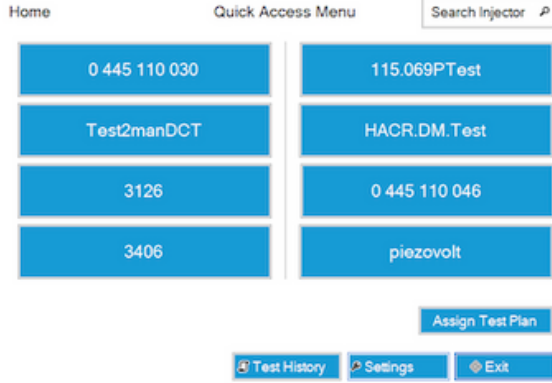 Home Quick Access Menu Search Injector
0 445 110 030 115.069PTest
Test2manDCT HACR.DM.Test
3126 0 445 110 046
3406 piezovolt
Assign Test Plan
Test History Settings Exit